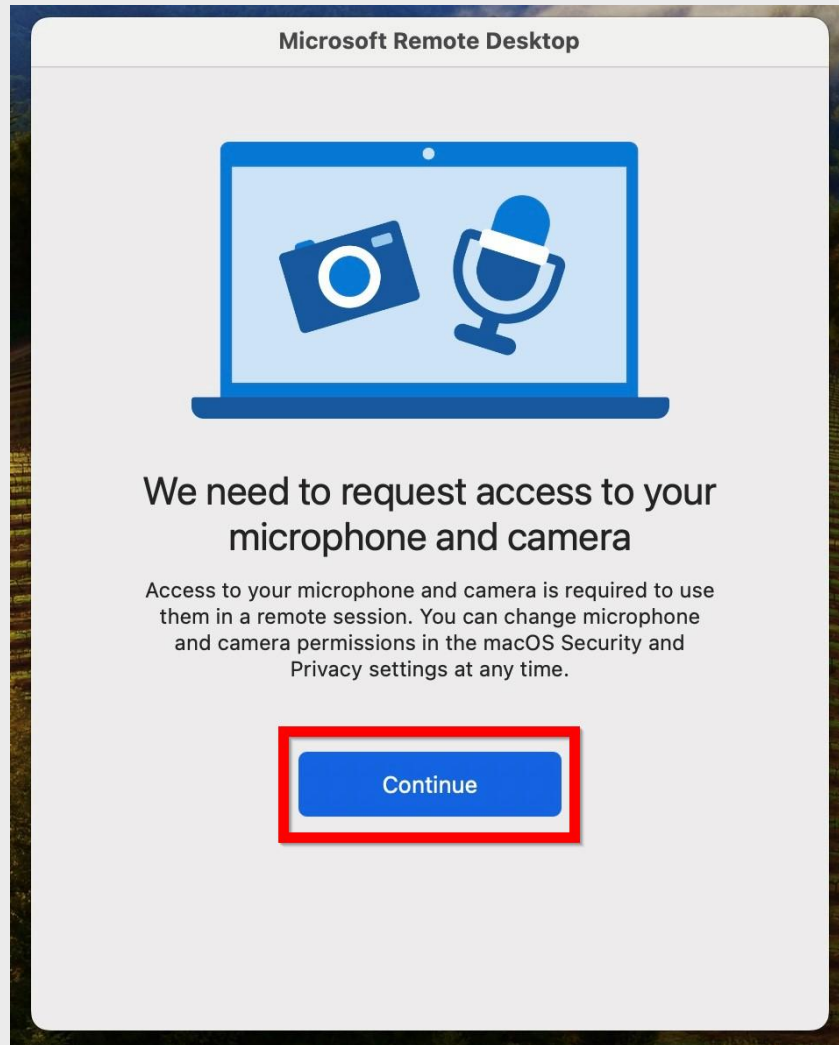 Microsoft Remote Desktop
We need to request access to your
microphone and camera
Access to your microphone and camera is required to use
them in a remote session. You can change microphone
and camera permissions in the macOS Security and
Privacy settings at any time.
Continue